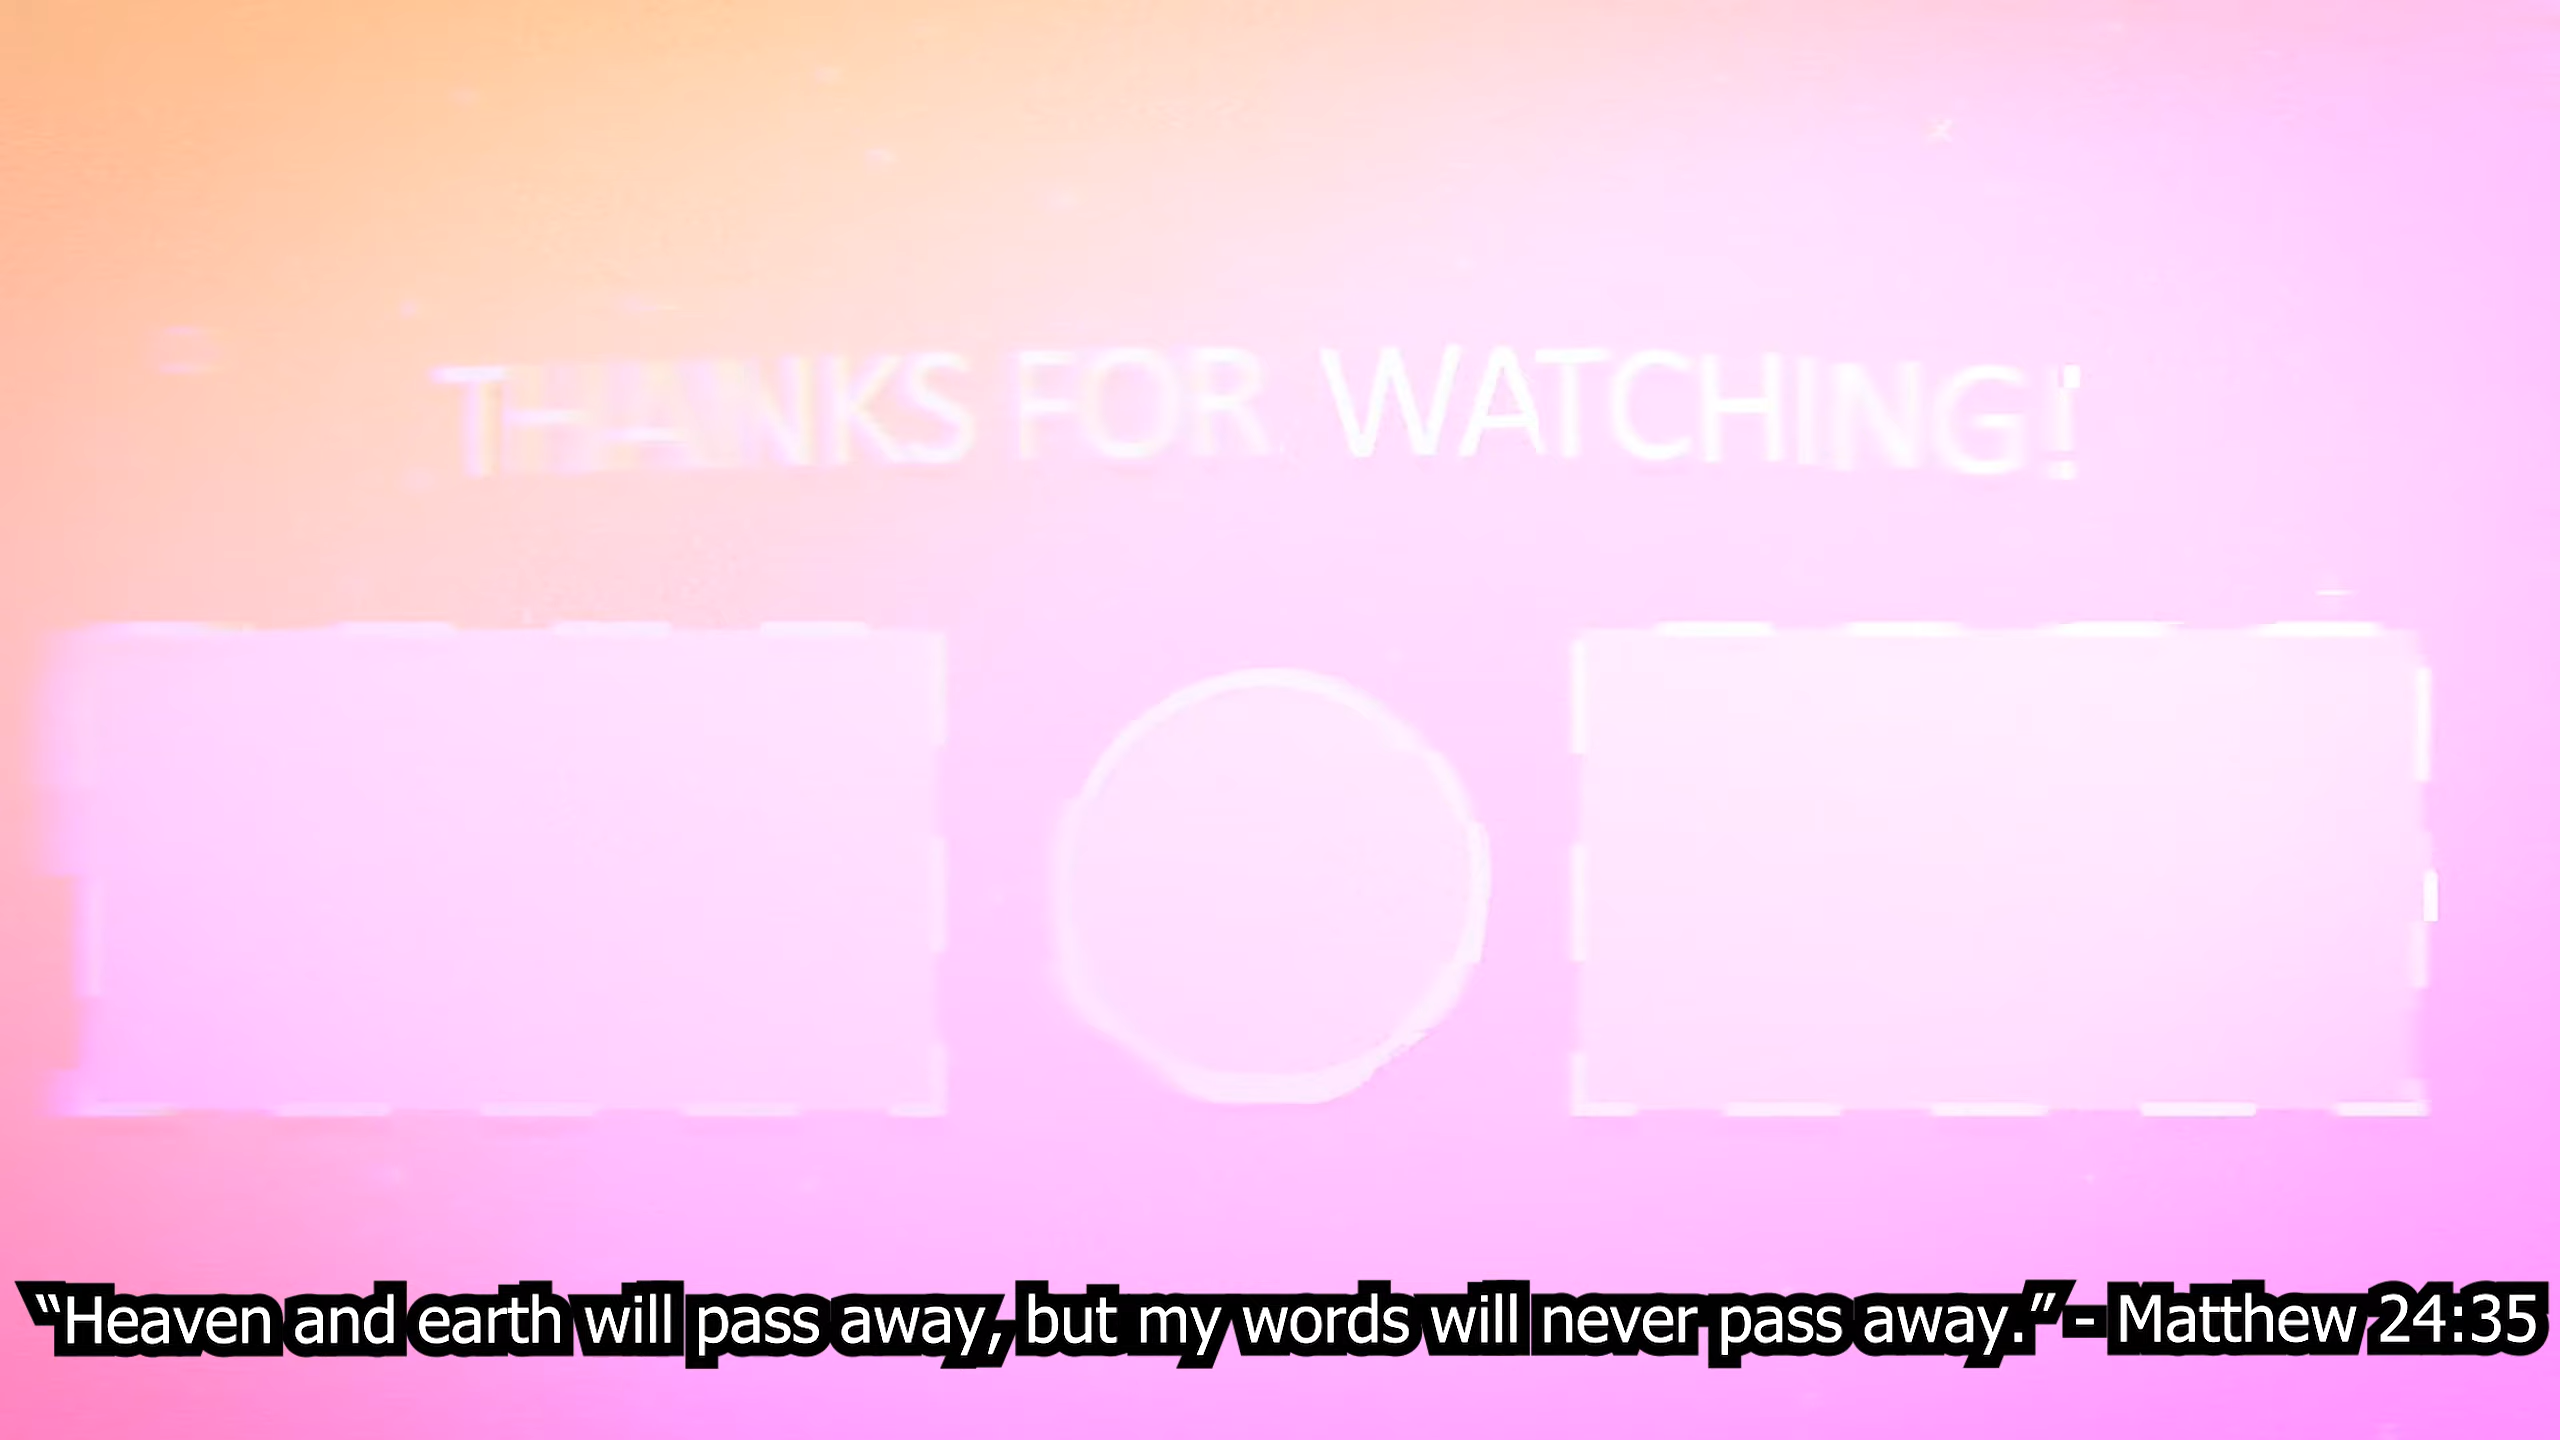 THANKS FOR WATCHING!
“Heaven and earth will pass away, but my words will never pass away.” - Matthew 24:35